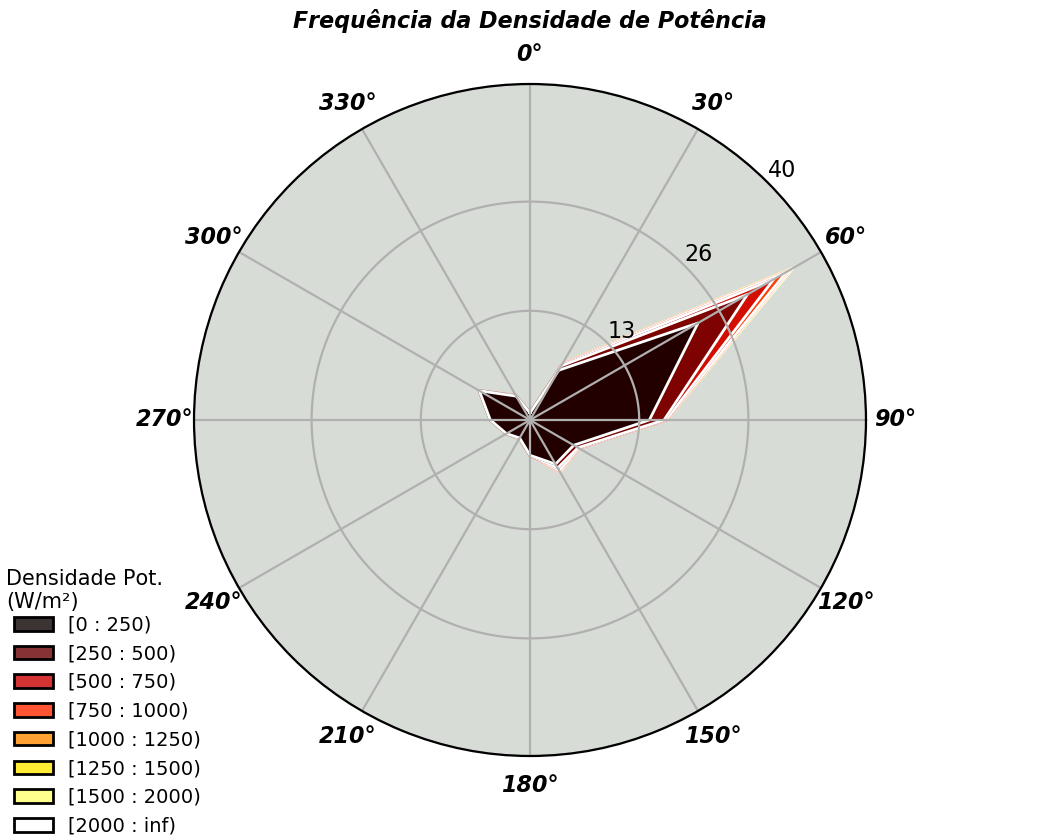 Frequência da Densidade de Potência
0°
330°
30°
40
300°
60°
26
13
270°
90°
Densidade Pot.
(W/m²)
240°
120°
[0 : 250)
[250 : 500)
[500 : 750)
[750 : 1000)
210°
150°
[1000 : 1250)
[1250 : 1500)
180°
[1500 : 2000)
[2000 : inf)